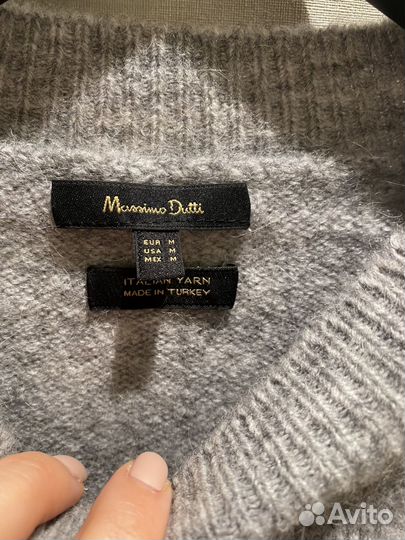 Massimo Dutti
EUR M
USA M
MEX M
ITALIAN YARN
MADE IN TURKEY
Avito